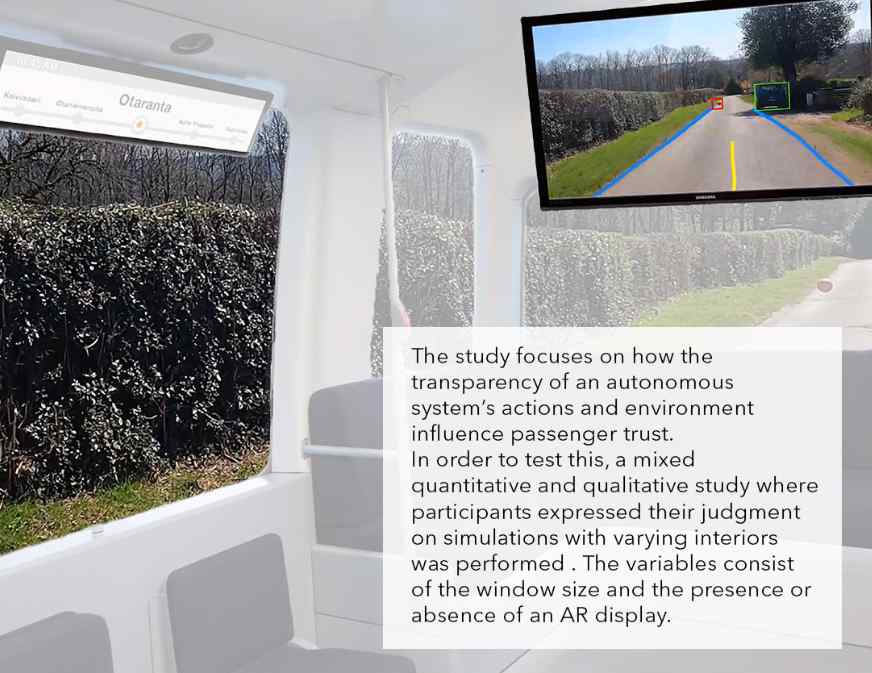 Otaranta
SAMSUNG
The study focuses on how the
transparency of an autonomous
system's actions and environment
influence passenger trust.
In order to test this, a mixed
quantitative and qualitative study where
participants expressed their judgment
on simulations with varying interiors
was performed . The variables consist
of the window size and the presence or
absence of an AR display.